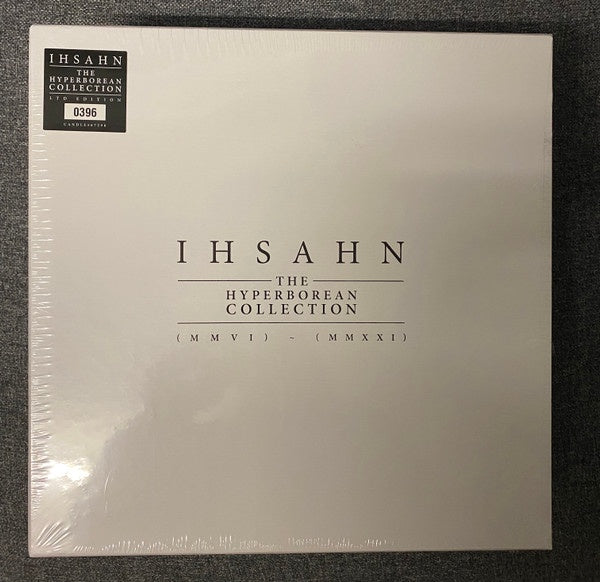 IHSAHN
THE
HYPERBOREAN
COLLECTION
LTD EDITION
0396
IHSAHN
THE
HYPERBOREAN
COLLECTION
(MMVI) ~ (MMXXI)